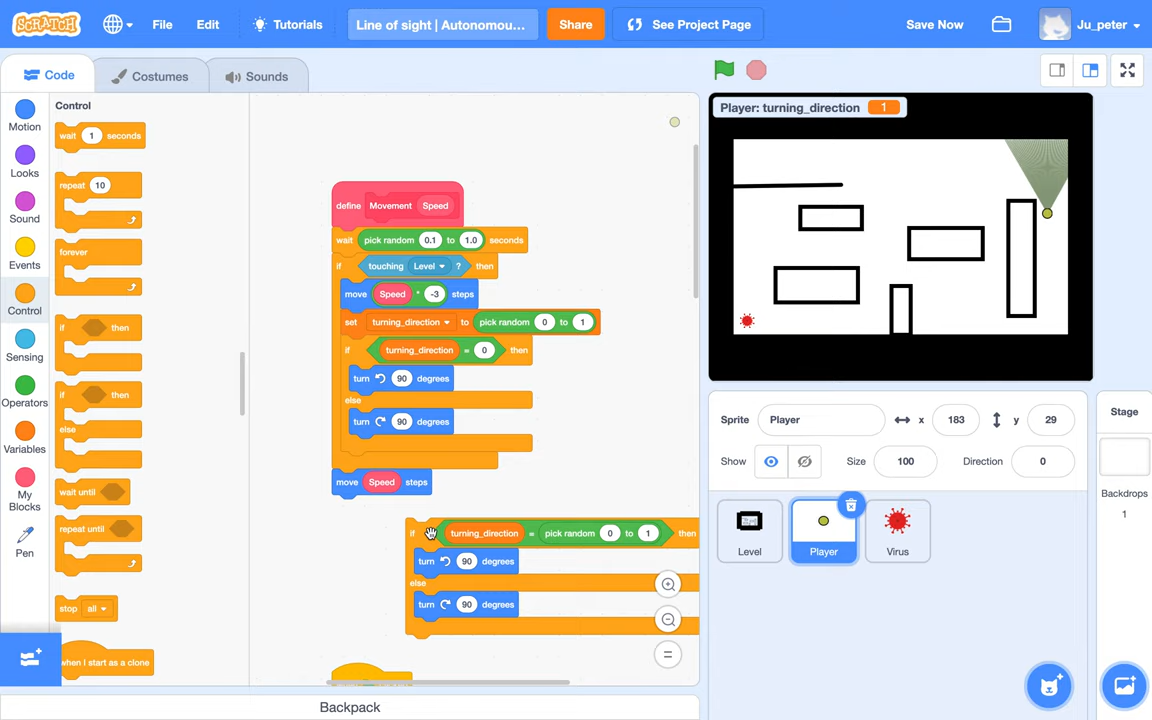 SCRATCH
File
Edit
Tutorials
Line of sight | Autonomou...
Share
See Project Page
Save Now
Ju_peter
Code
Costumes
Sounds
Motion
Looks
Sound
Events
Control
Sensing
Operators
Variables
My
Blocks
Pen
Control
wait 1 seconds
repeat 10
forever
if then
if then
else
wait until
repeat until
stop all
when I start as a clone
define Movement Speed
wait pick random 0.1 to 1.0 seconds
if touching Level ? then
move Speed * -3 steps
set turning_direction to pick random 0 to 1
if turning_direction = 0 then
turn 90 degrees
else
turn 90 degrees
move Speed steps
if turning_direction = pick random 0 to 1 then
turn 90 degrees
else
turn 90 degrees
Player: turning_direction 1
Sprite Player x 183 y 29
Show Size 100 Direction 0
Level
Player
Virus
Stage
Backdrops
1
Backpack